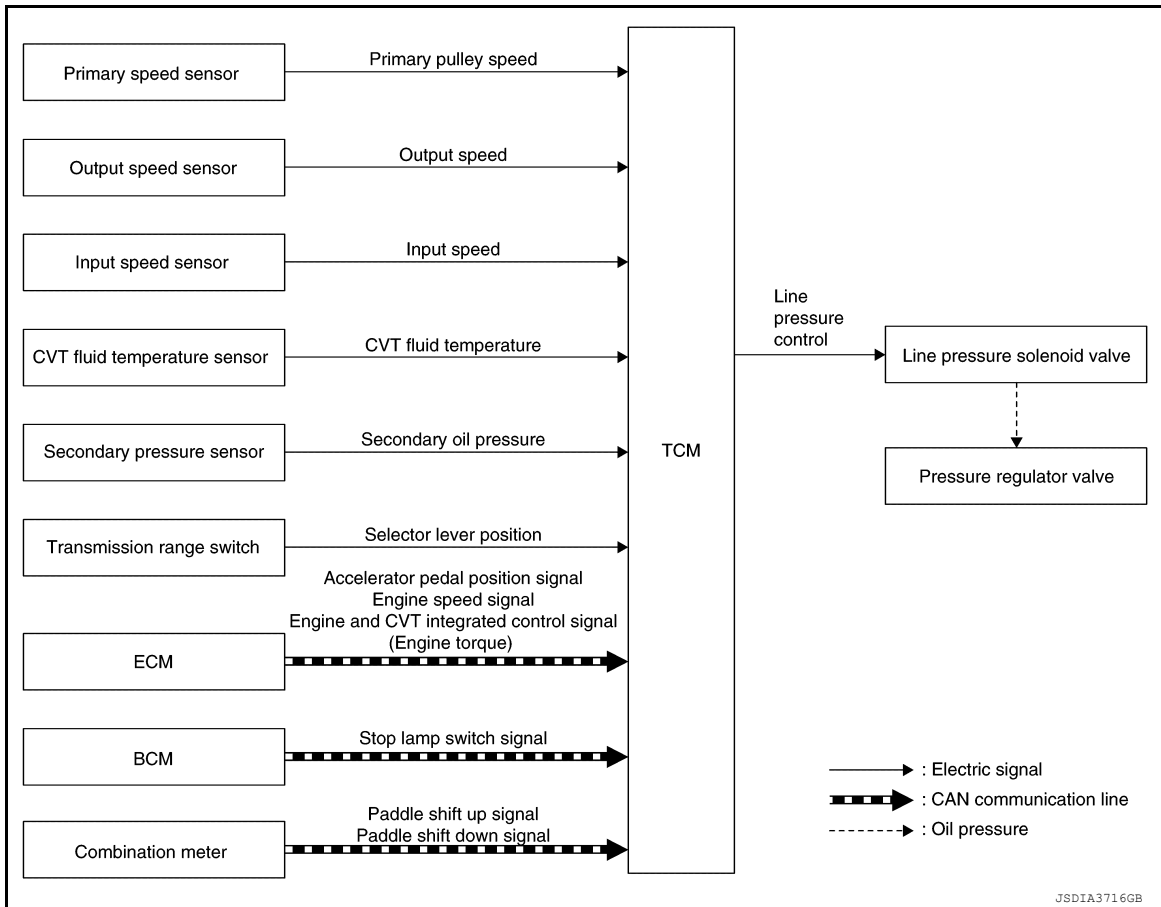 Primary speed sensor
Primary pulley speed
Output speed sensor
Output speed
Input speed sensor
Input speed
CVT fluid temperature sensor
CVT fluid temperature
Secondary pressure sensor
Secondary oil pressure
Transmission range switch
Selector lever position
ECM
Accelerator pedal position signal
Engine speed signal
Engine and CVT integrated control signal
(Engine torque)
BCM
Stop lamp switch signal
Combination meter
Paddle shift up signal
Paddle shift down signal
TCM
Line
pressure
control
Line pressure solenoid valve
Pressure regulator valve
: Electric signal
: CAN communication line
: Oil pressure
JSDIA3716GB